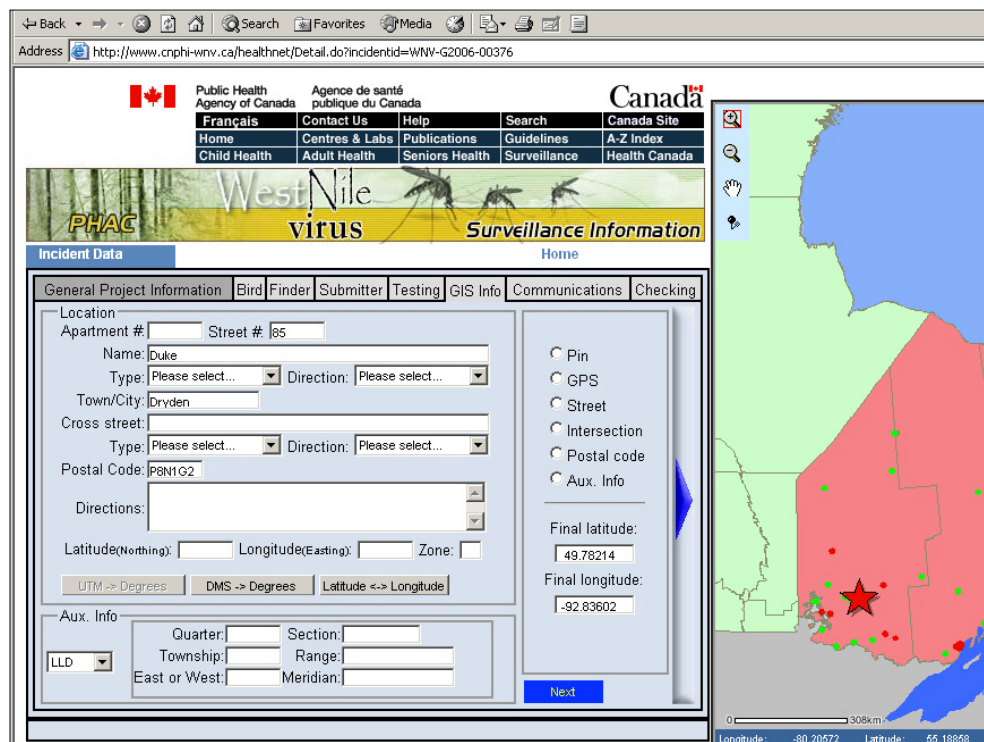 Back Search Favorites Media
Address http://www.cnphi-wnv.ca/healthnet/Detail.do?incidentid=WNV-G2006-00376
Public Health Agence de santé
Agency of Canada publique du Canada
Canada
Français Contact Us Help Search Canada Site
Home Centres & Labs Publications Guidelines A-Z Index
Child Health Adult Health Seniors Health Surveillance Health Canada
West Nile
virus
PHAC
Surveillance Information
Incident Data Home
General Project Information Bird Finder Submitter Testing GIS Info Communications Checking
Location
Apartment #: Street #: 85
Name: Duke
Type: Please select... Direction: Please select...
Town/City: Dryden
Cross street:
Type: Please select... Direction: Please select...
Postal Code: P8N1G2
Directions:
Latitude(Northing): Longitude(Easting): Zone:
UTM -> Degrees DMS -> Degrees Latitude <-> Longitude
Aux. Info
Quarter: Section:
LLD Township: Range:
East or West: Meridian:
Pin
GPS
Street
Intersection
Postal code
Aux. Info
Final latitude:
49.78214
Final longitude:
-92.83602
Next
0 308km
Longitude: -80.20572 Latitude: 55.18858